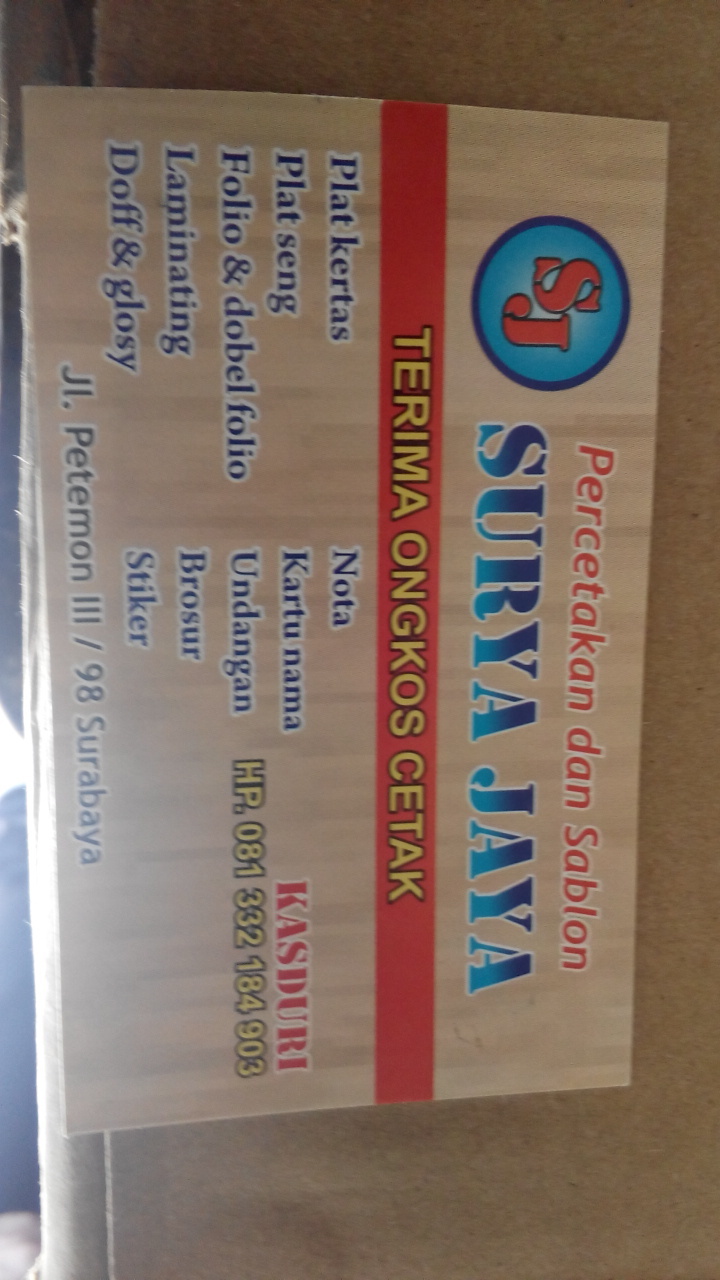 SJ
Percetakan dan Sablon
SURYA JAYA
TERIMA ONGKOS CETAK
Plat kertas
Plat seng
Folio & dobel folio
Laminating
Doff & glosy
Nota
Kartu nama
Undangan
Brosur
Stiker
KASDURI
HP. 081 332 184 903
Jl. Petemon III / 98 Surabaya